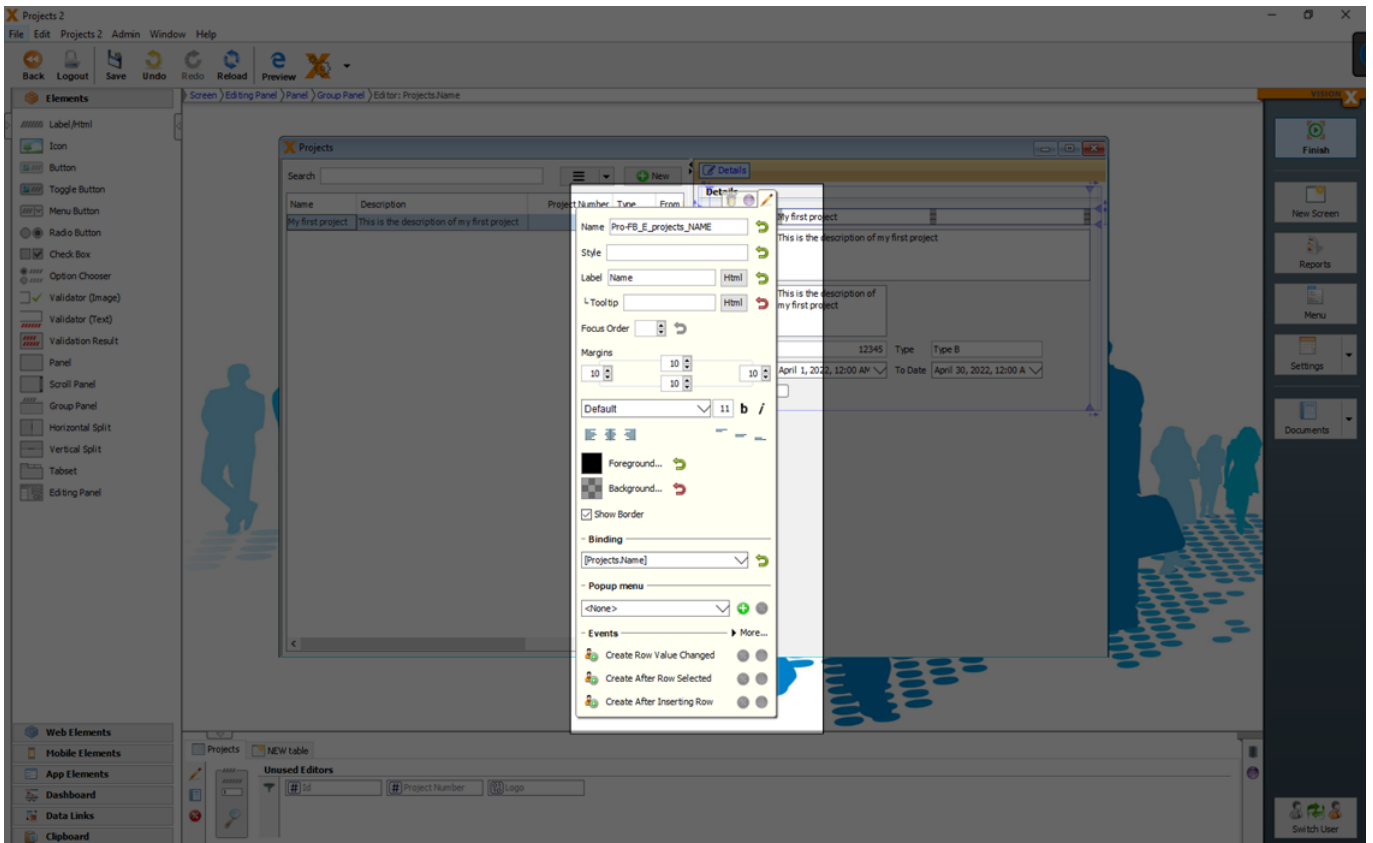 Projects 2
File Edit Projects 2 Admin Window Help
Back Logout Save Undo Redo Reload Preview
Elements
Screen Editing Panel Panel Group Panel Editor: Projects.Name
VISION X
Label/Html
Icon
Button
Toggle Button
Menu Button
Radio Button
Check Box
Option Chooser
Validator (Image)
Validator (Text)
Validation Result
Panel
Scroll Panel
Group Panel
Horizontal Split
Vertical Split
Tabset
Editing Panel
Web Elements
Mobile Elements
App Elements
Dashboard
Data Links
Clipboard
Projects
Search
New
Name Description Project Number Type From
My first project This is the description of my first project
Details
Details
My first project
This is the description of my first project
This is the description of
my first project
12345 Type Type B
April 1, 2022, 12:00 AM To Date April 30, 2022, 12:00 A
Name Pro-FB_E_projects_NAME
Style
Label Name Html
Tooltip Html
Focus Order
Margins
10
10
10
10
Default 11 b i
Foreground...
Background...
Show Border
Binding
[Projects.Name]
Popup menu
<None>
Events More...
Create Row Value Changed
Create After Row Selected
Create After Inserting Row
Projects NEW table
Unused Editors
# Id # Project Number Logo
Finish
New Screen
Reports
Menu
Settings
Documents
Switch User